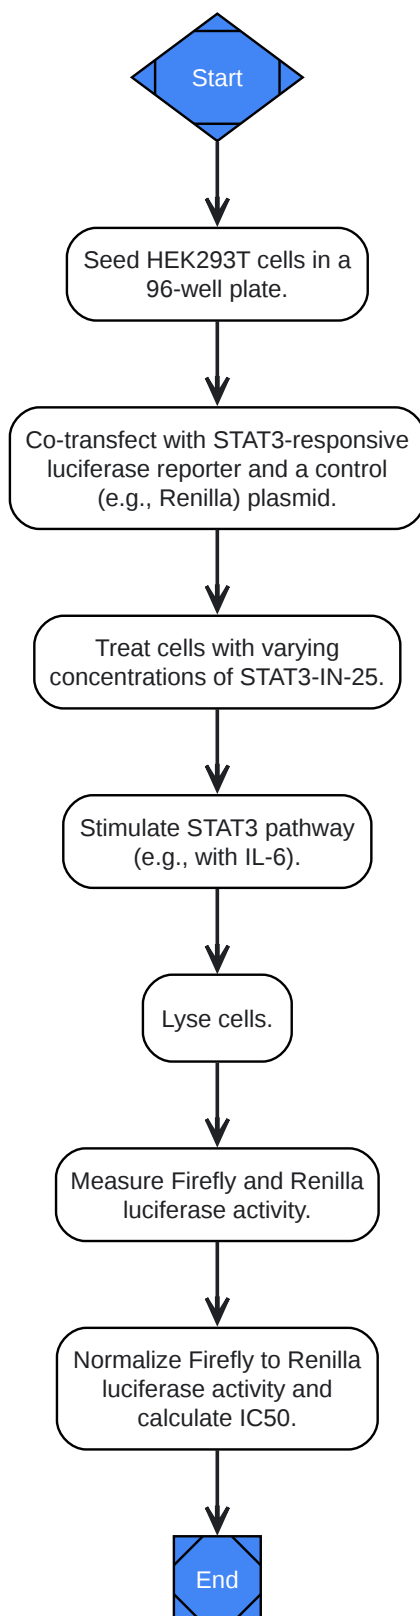 Start
Seed HEK293T cells in a
96-well plate.
Co-transfect with STAT3-responsive
luciferase reporter and a control
(e.g., Renilla) plasmid.
Treat cells with varying
concentrations of STAT3-IN-25.
Stimulate STAT3 pathway
(e.g., with IL-6).
Lyse cells.
Measure Firefly and Renilla
luciferase activity.
Normalize Firefly to Renilla
luciferase activity and
calculate IC50.
End